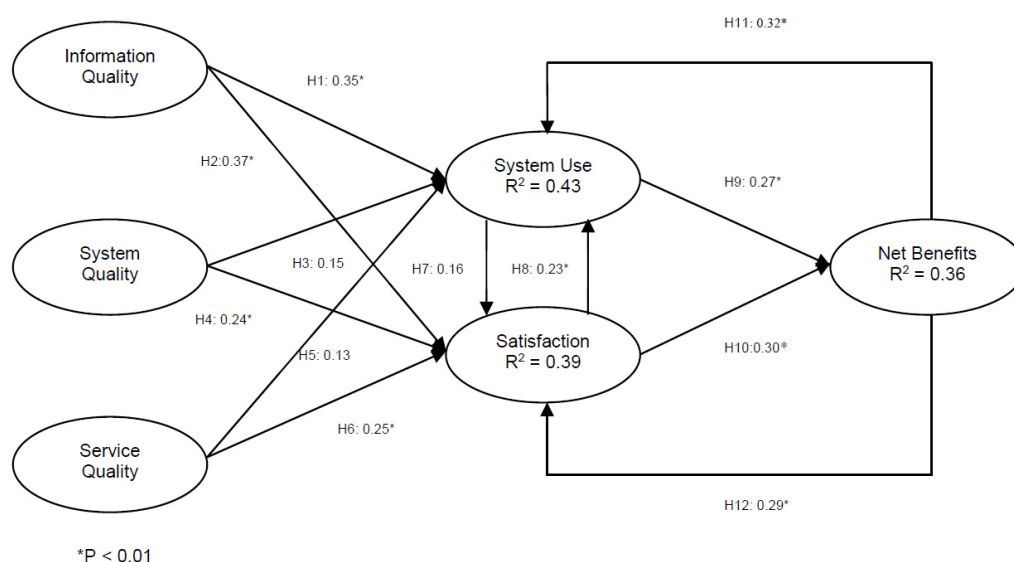 H11: 0.32*
Information
Quality
H1: 0.35*
H2:0.37*
System Use
R² = 0.43
H9: 0.27*
System
Quality
H3: 0.15
H7: 0.16
H8: 0.23*
Net Benefits
R² = 0.36
H4: 0.24*
Satisfaction
R² = 0.39
H5: 0.13
H10:0.30*
H6: 0.25*
Service
Quality
H12: 0.29*
*P < 0.01